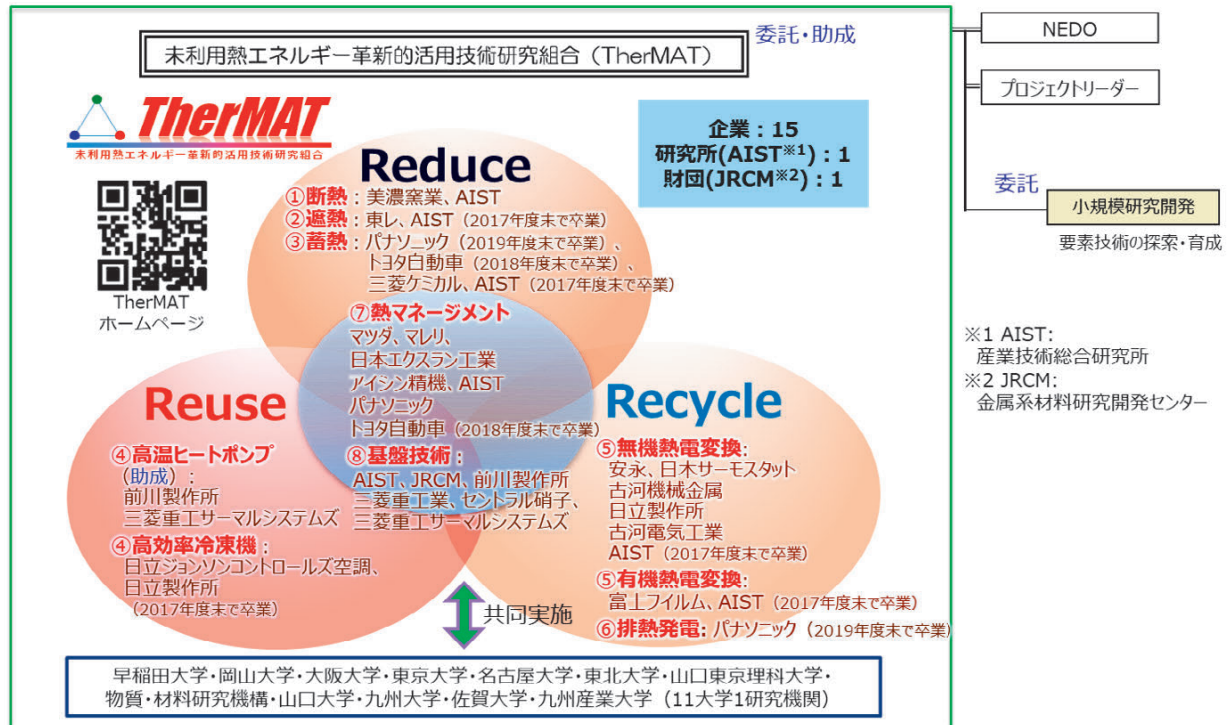 未利用熱エネルギー革新的活用技術研究組合（TherMAT）
委託・助成
NEDO
プロジェクトリーダー
委託
小規模研究開発
要素技術の探索・育成
TherMAT
未利用熱エネルギー革新的活用技術研究組合
TherMAT
ホームページ
企業：15
研究所(AIST※1)：1
財団(JRCM※2)：1
Reduce
①断熱：美濃窯業、AIST
②遮熱：東レ、AIST（2017年度末で卒業）
③蓄熱：パナソニック（2019年度末で卒業）、
トヨタ自動車（2018年度末で卒業）、
三菱ケミカル、AIST（2017年度末で卒業）
⑦熱マネージメント
マツダ、マレリ、
日本エクスラン工業
アイシン精機、AIST
パナソニック
トヨタ自動車（2018年度末で卒業）
⑧基盤技術：
AIST、JRCM、前川製作所
三菱重工業、セントラル硝子、
三菱重工サーマルシステムズ
Reuse
④高温ヒートポンプ
（助成）：
前川製作所
三菱重工サーマルシステムズ
④高効率冷凍機：
日立ジョンソンコントロールズ空調、
日立製作所
（2017年度末で卒業）
Recycle
⑤無機熱電変換：
安永、日本サーモスタット
古河機械金属
日立製作所
古河電気工業
AIST（2017年度末で卒業）
⑤有機熱電変換：
富士フイルム、AIST（2017年度末で卒業）
⑥排熱発電：パナソニック（2019年度末で卒業）
共同実施
早稲田大学・岡山大学・大阪大学・東京大学・名古屋大学・東北大学・山口東京理科大学・
物質・材料研究機構・山口大学・九州大学・佐賀大学・九州産業大学（11大学1研究機関）
※1 AIST：
産業技術総合研究所
※2 JRCM：
金属系材料研究開発センター